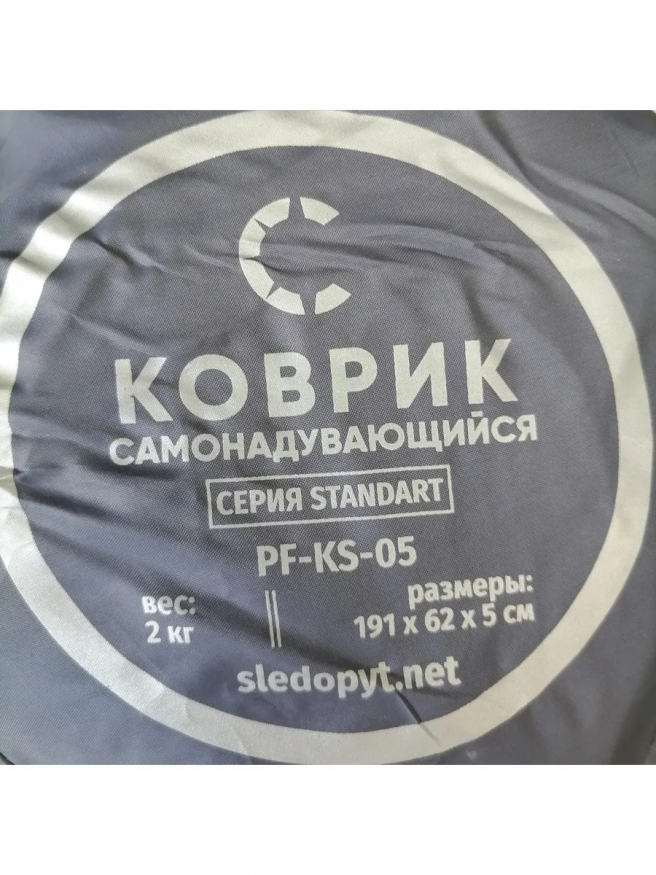 КОВРИК
САМОНАДУВАЮЩИЙСЯ
СЕРИЯ STANDART
PF-KS-05
вес:
2 кг
размеры:
191 x 62 x 5 см
sledopyt.net